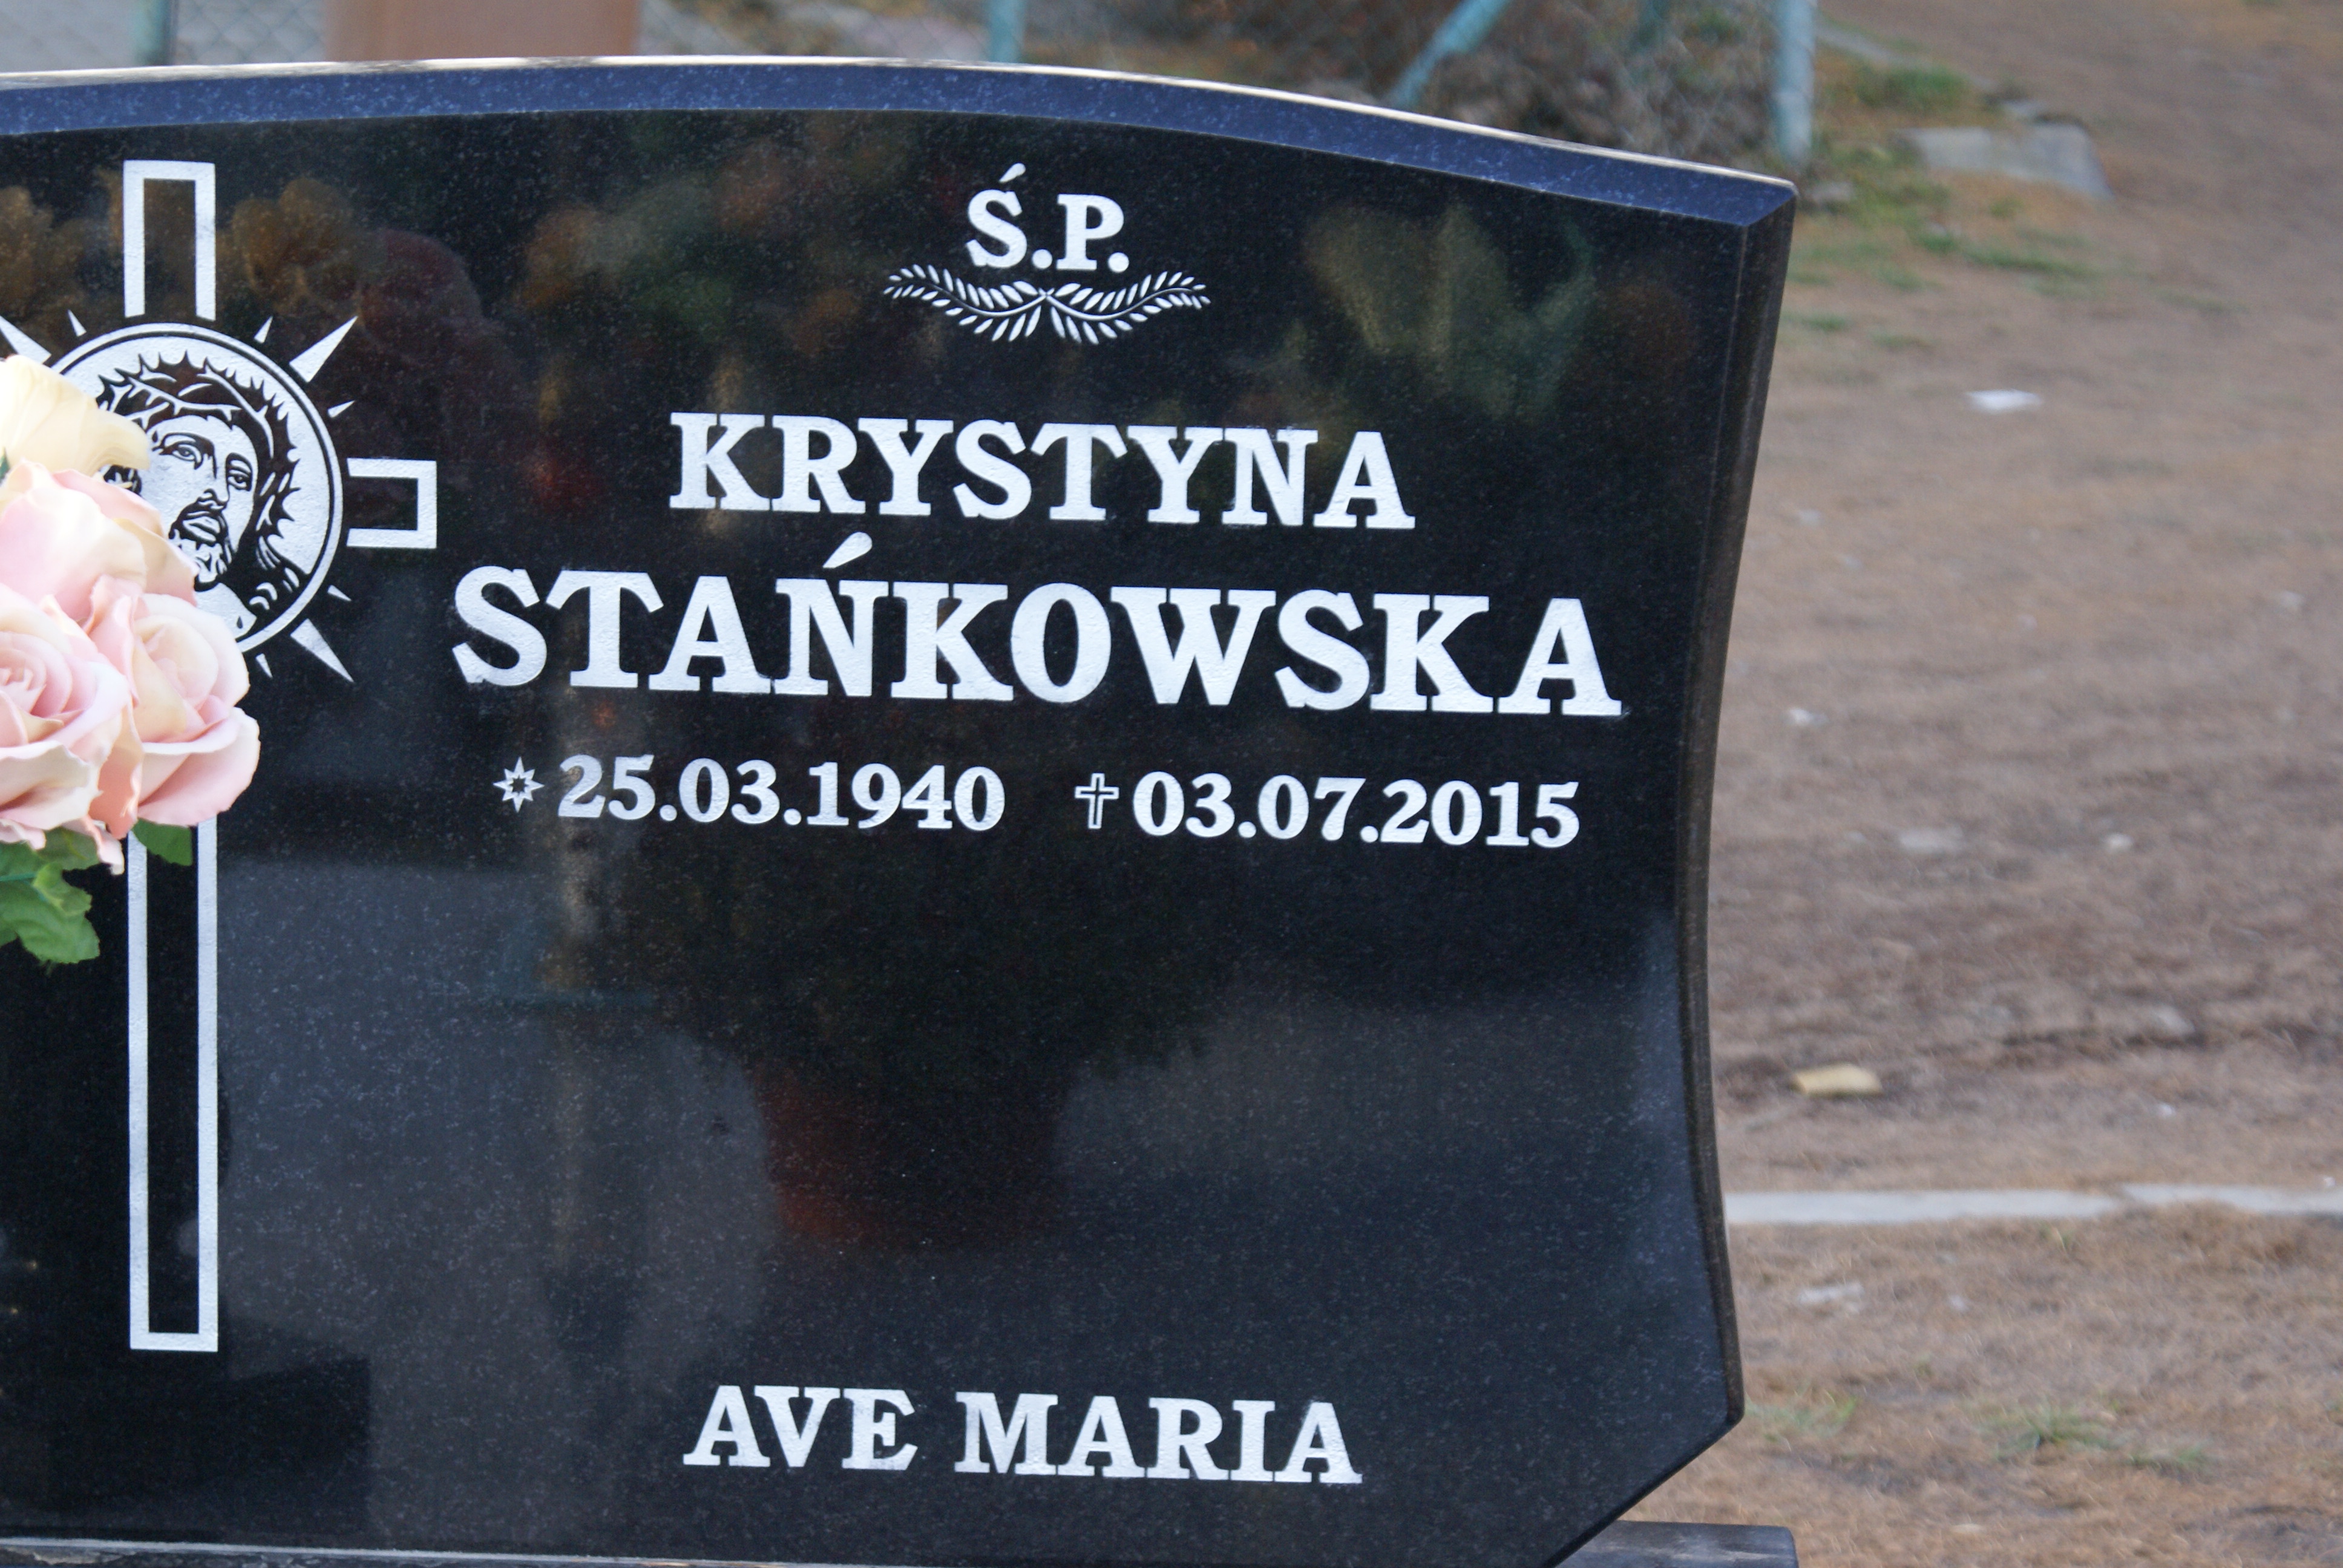 Ś.P.
KRYSTYNA
STAŃKOWSKA
25.03.1940 03.07.2015
AVE MARIA